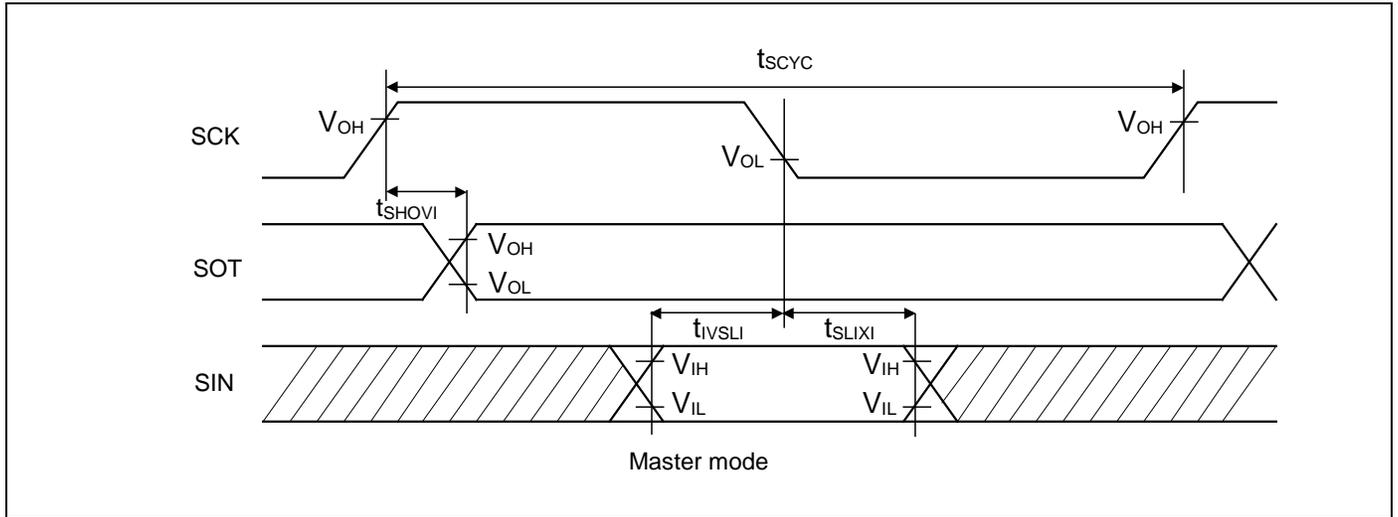 tSCYC
SCK
VOH
VOL
VOH
tSHOVI
SOT
VOH
VOL
tIVSLI
tSLIXI
SIN
VIH
VIH
VIL
VIL
Master mode